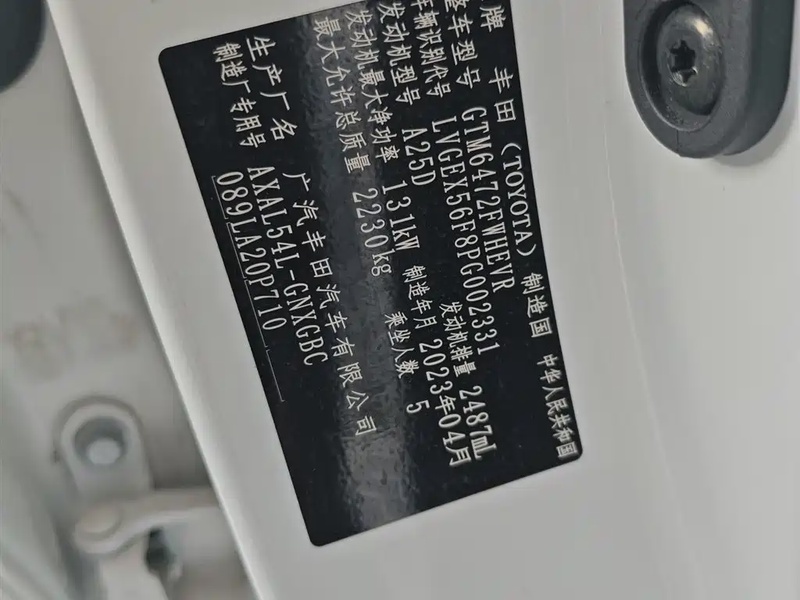 品牌 丰田(TOYOTA) 制造国 中华人民共和国
整车型号 GTM6472FWHEVR
车辆识别代号 LVGEX56F8PG002331
发动机型号 A25D 发动机排量 2487mL
发动机最大净功率 131kW 制造年月 2023年04月
最大允许总质量 2230kg 乘坐人数 5
生产厂名 广汽丰田汽车有限公司
制造厂专用号 AXAL54L-GNXGBC
089LA20P710